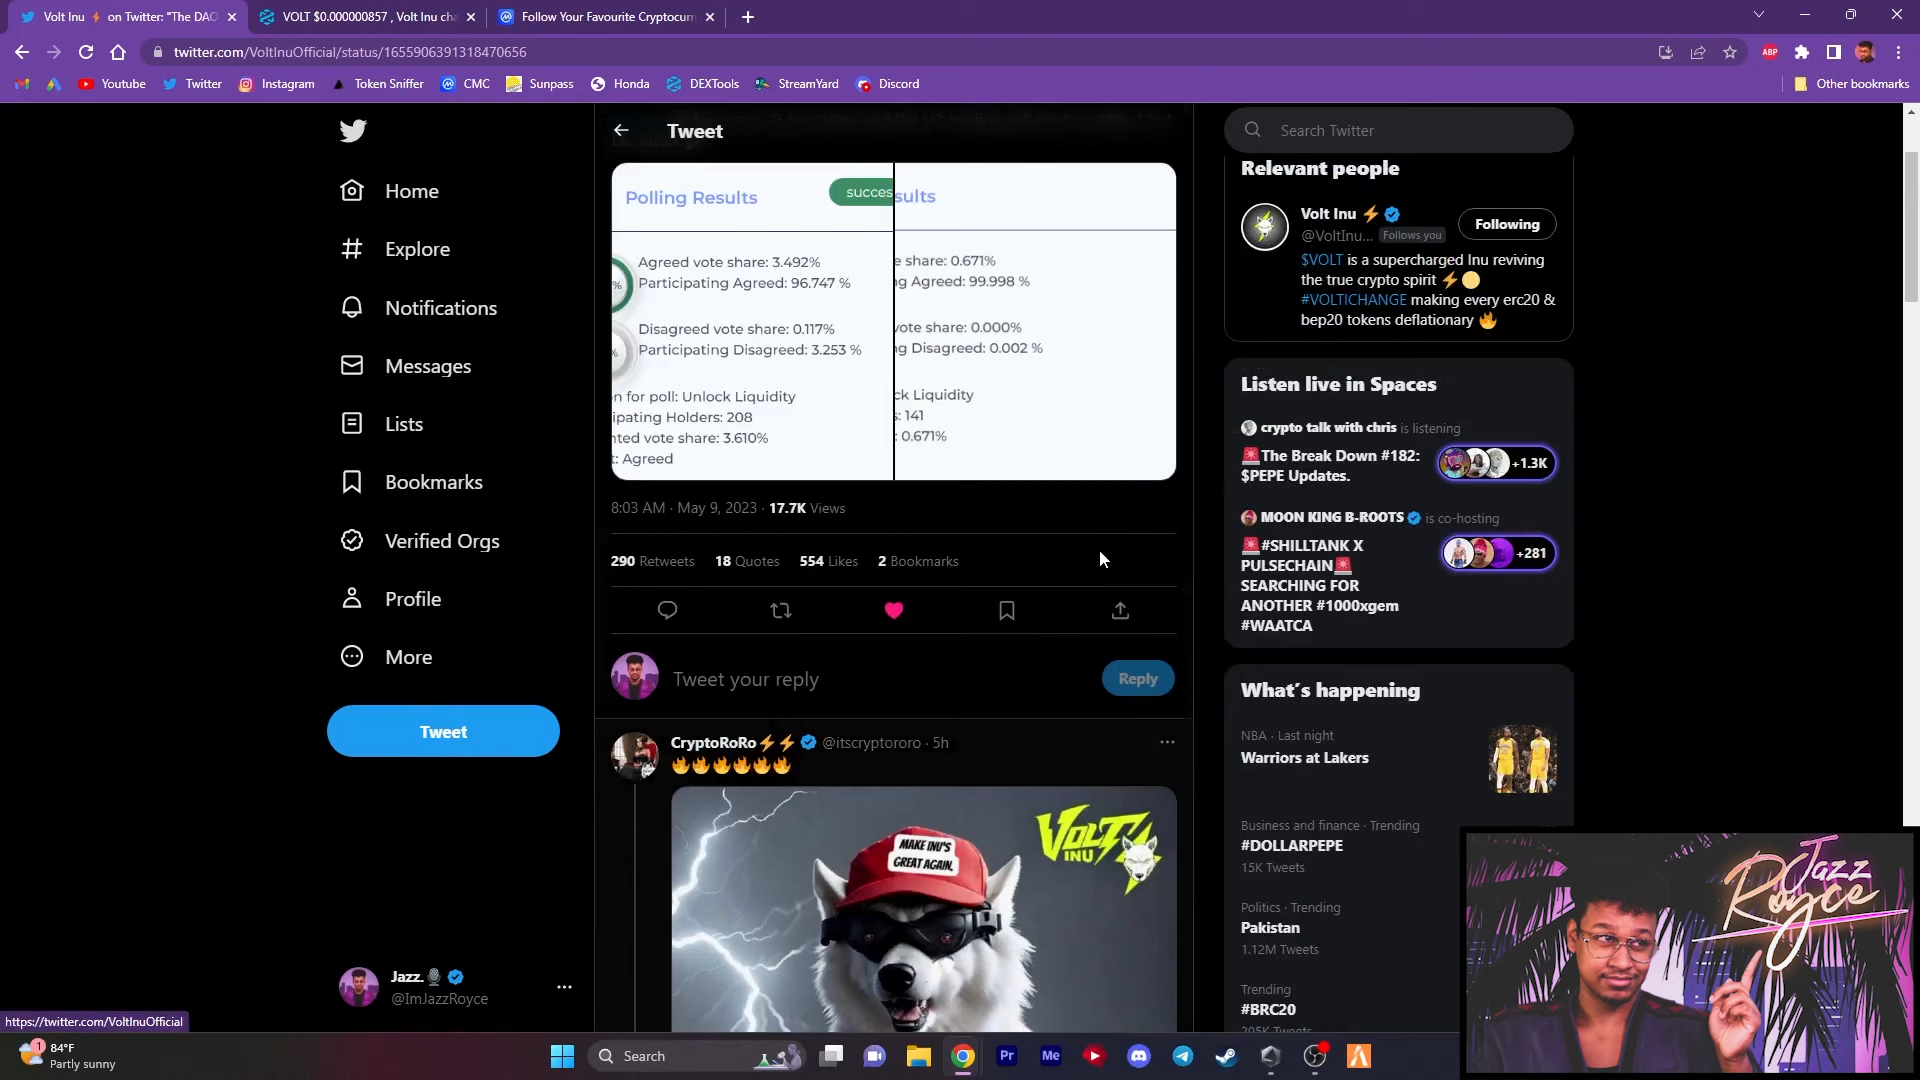 Volt Inu ⚡ on Twitter: "The DAO
VOLT $0.000000857 , Volt Inu cha
Follow Your Favourite Cryptocurr
twitter.com/VoltInuOfficial/status/1655906391318470656
ABP
Youtube
Twitter
Instagram
Token Sniffer
CMC
Sunpass
Honda
DEXTools
StreamYard
Discord
Other bookmarks
Home
Explore
Notifications
Messages
Lists
Bookmarks
Verified Orgs
Profile
More
Tweet
Jazz.🎙️
@ImJazzRoyce
Tweet
Polling Results
succes
Agreed vote share: 3.492%
Participating Agreed: 96.747 %
Disagreed vote share: 0.117%
Participating Disagreed: 3.253 %
n for poll: Unlock Liquidity
ipating Holders: 208
nted vote share: 3.610%
t: Agreed
sults
e share: 0.671%
ng Agreed: 99.998 %
vote share: 0.000%
ng Disagreed: 0.002 %
ck Liquidity
s: 141
: 0.671%
8:03 AM · May 9, 2023 · 17.7K Views
290 Retweets 18 Quotes 554 Likes 2 Bookmarks
Tweet your reply
Reply
CryptoRoRo⚡⚡ @itscryptororo · 5h
🔥🔥🔥🔥🔥🔥
MAKE INU'S
GREAT AGAIN.
VOLT
INU
Search Twitter
Relevant people
Volt Inu ⚡
@VoltInu... Follows you
Following
$VOLT is a supercharged Inu reviving
the true crypto spirit ⚡🌕
#VOLTICHANGE making every erc20 &
bep20 tokens deflationary 🔥
Listen live in Spaces
crypto talk with chris is listening
🚨The Break Down #182:
$PEPE Updates.
+1.3K
MOON KING B-ROOTS is co-hosting
🚨#SHILLTANK X
PULSECHAIN🚨
SEARCHING FOR
ANOTHER #1000xgem
#WAATCA
+281
What's happening
NBA · Last night
Warriors at Lakers
Business and finance · Trending
#DOLLARPEPE
15K Tweets
Politics · Trending
Pakistan
1.12M Tweets
Trending
#BRC20
295K Tweets
Jazz
Royce
https://twitter.com/VoltInuOfficial
1
84°F
Partly sunny
Search
Pr
Me